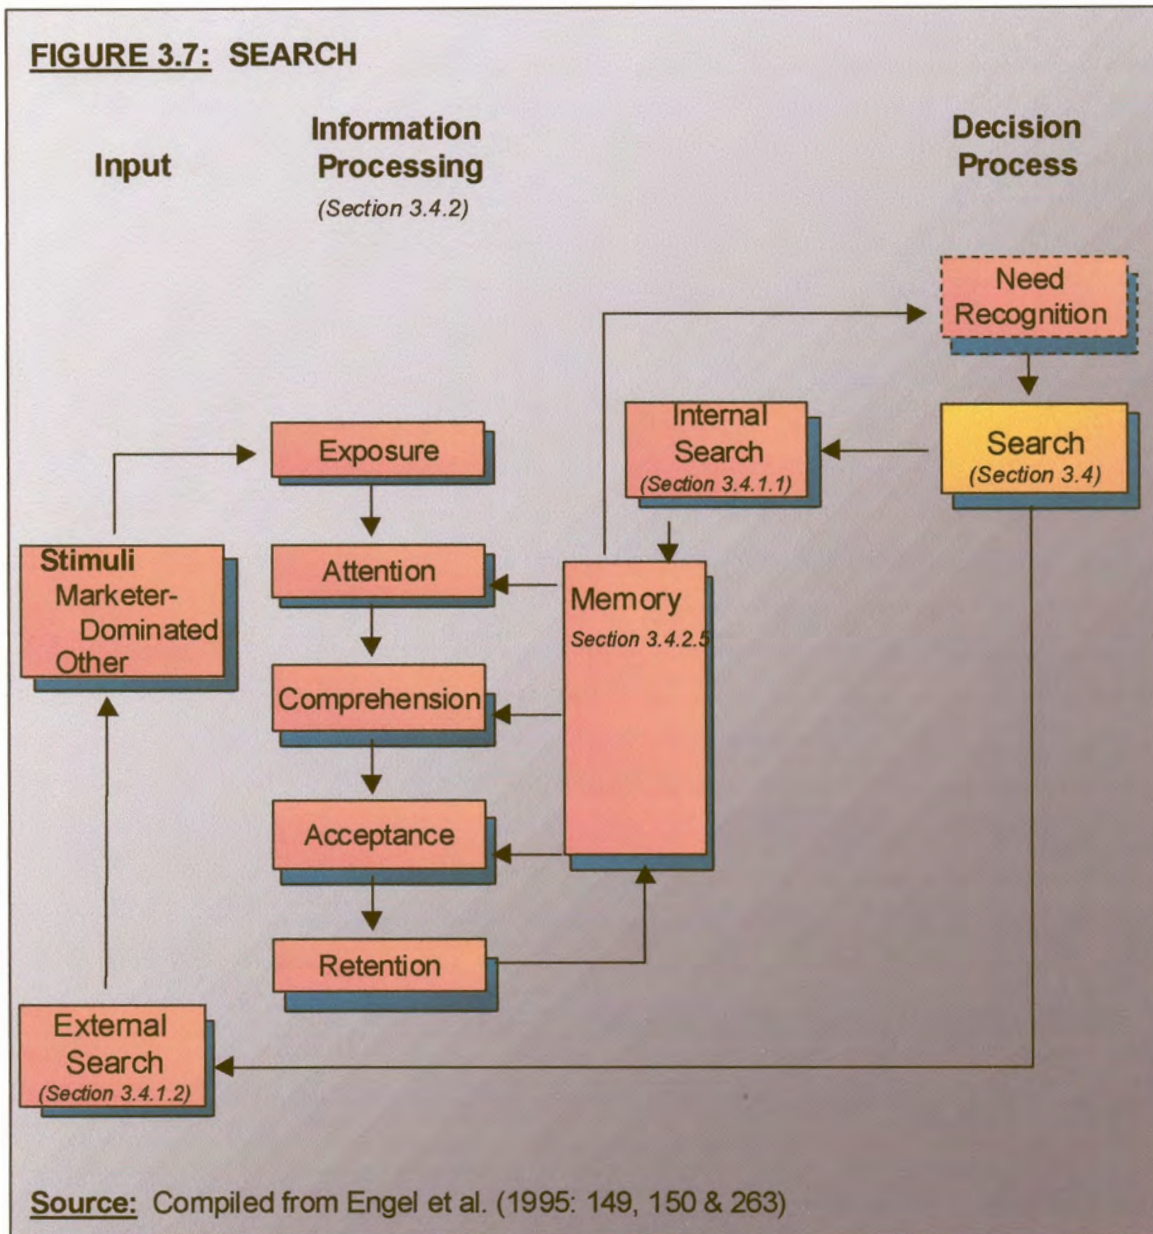 FIGURE 3.7: SEARCH
Input
Information
Processing
(Section 3.4.2)
Decision
Process
Need
Recognition
Search
(Section 3.4)
Internal
Search
(Section 3.4.1.1)
Exposure
Stimuli
Marketer-
Dominated
Other
Attention
Memory
Section 3.4.2.5
Comprehension
Acceptance
Retention
External
Search
(Section 3.4.1.2)
Source: Compiled from Engel et al. (1995: 149, 150 & 263)